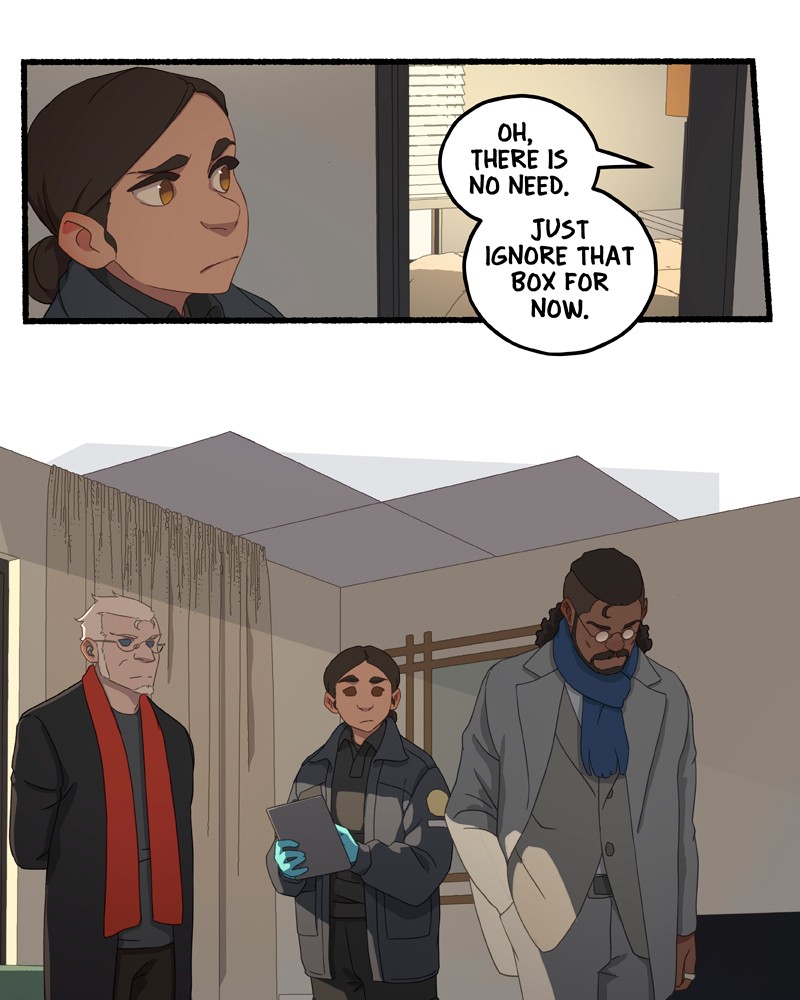 OH,
THERE IS
NO NEED.
JUST
IGNORE THAT
BOX FOR
NOW.